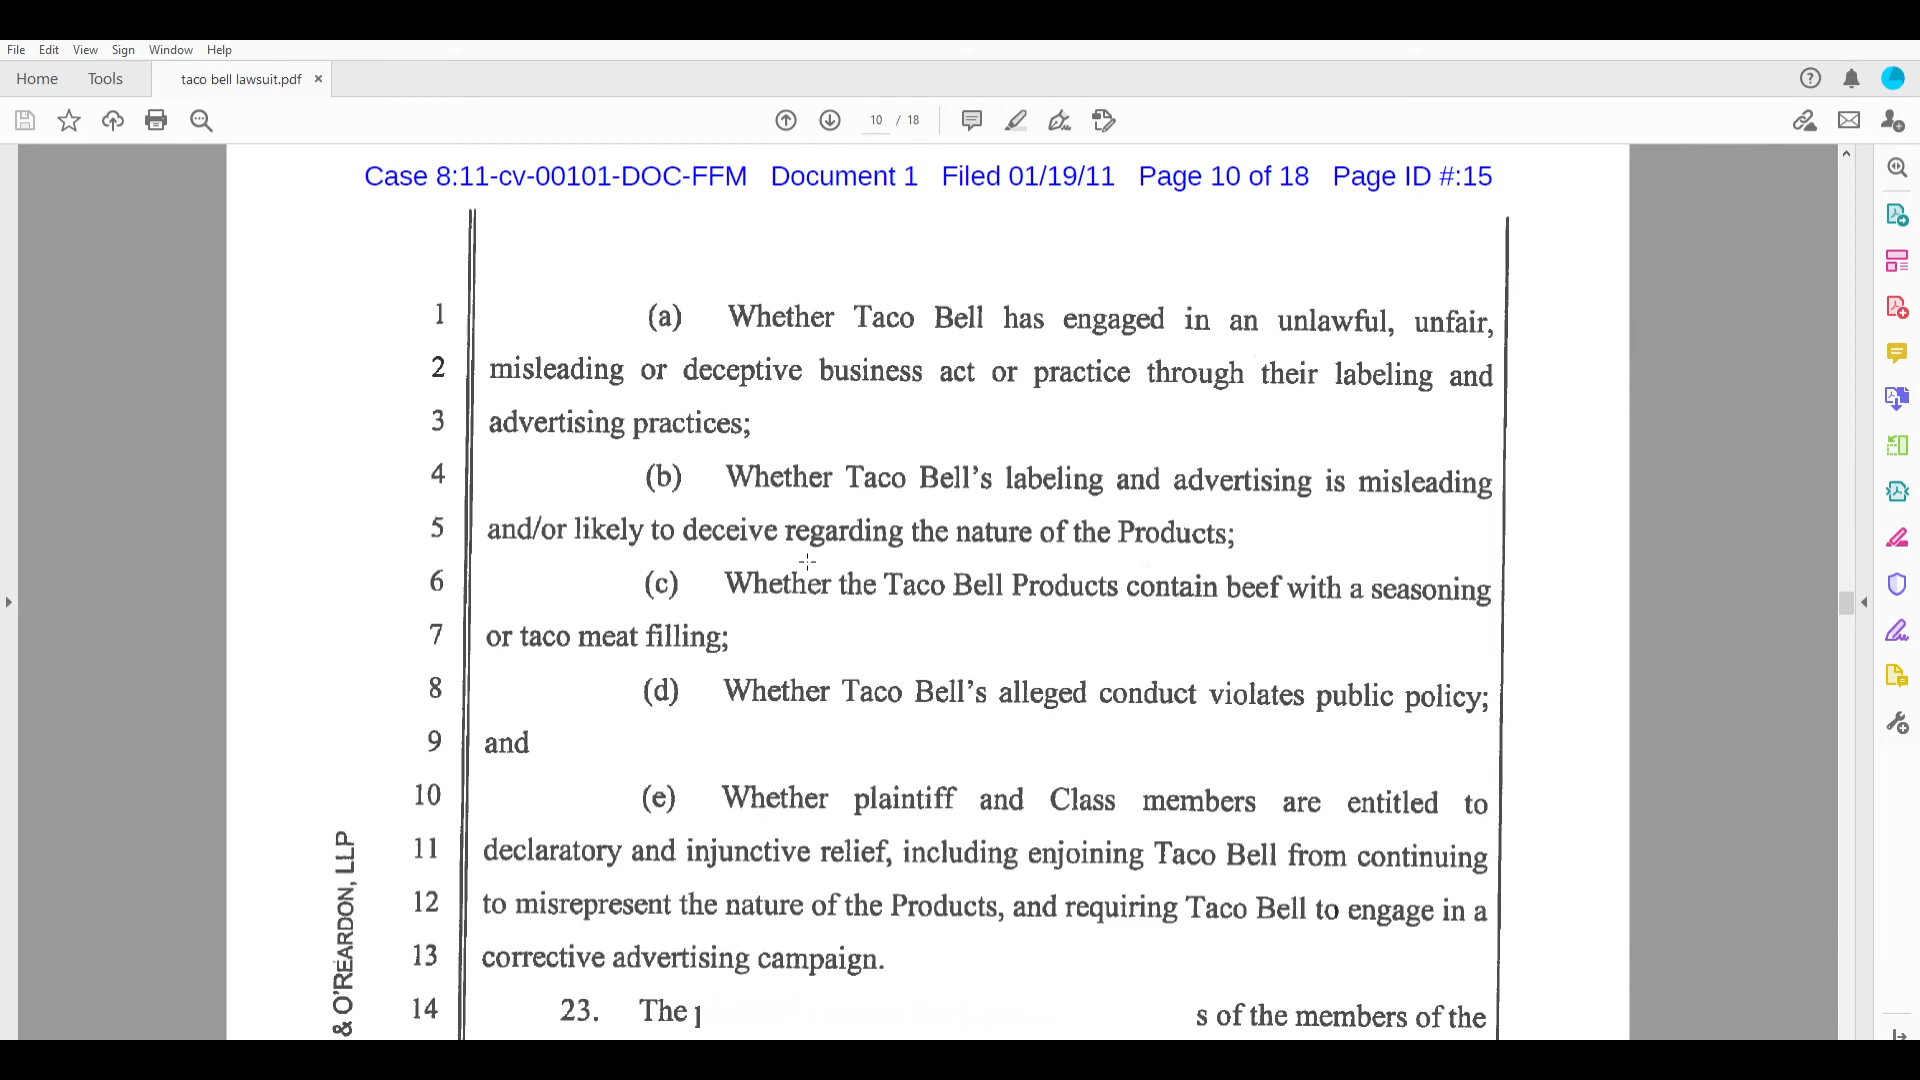 File Edit View Sign Window Help
Home Tools taco bell lawsuit.pdf ×
10 / 18
Case 8:11-cv-00101-DOC-FFM Document 1 Filed 01/19/11 Page 10 of 18 Page ID #:15
1 (a) Whether Taco Bell has engaged in an unlawful, unfair,
2 misleading or deceptive business act or practice through their labeling and
3 advertising practices;
4 (b) Whether Taco Bell's labeling and advertising is misleading
5 and/or likely to deceive regarding the nature of the Products;
6 (c) Whether the Taco Bell Products contain beef with a seasoning
7 or taco meat filling;
8 (d) Whether Taco Bell's alleged conduct violates public policy;
9 and
10 (e) Whether plaintiff and Class members are entitled to
11 declaratory and injunctive relief, including enjoining Taco Bell from continuing
12 to misrepresent the nature of the Products, and requiring Taco Bell to engage in a
13 corrective advertising campaign.
14 23. The s of the members of the
& O'REARDON, LLP